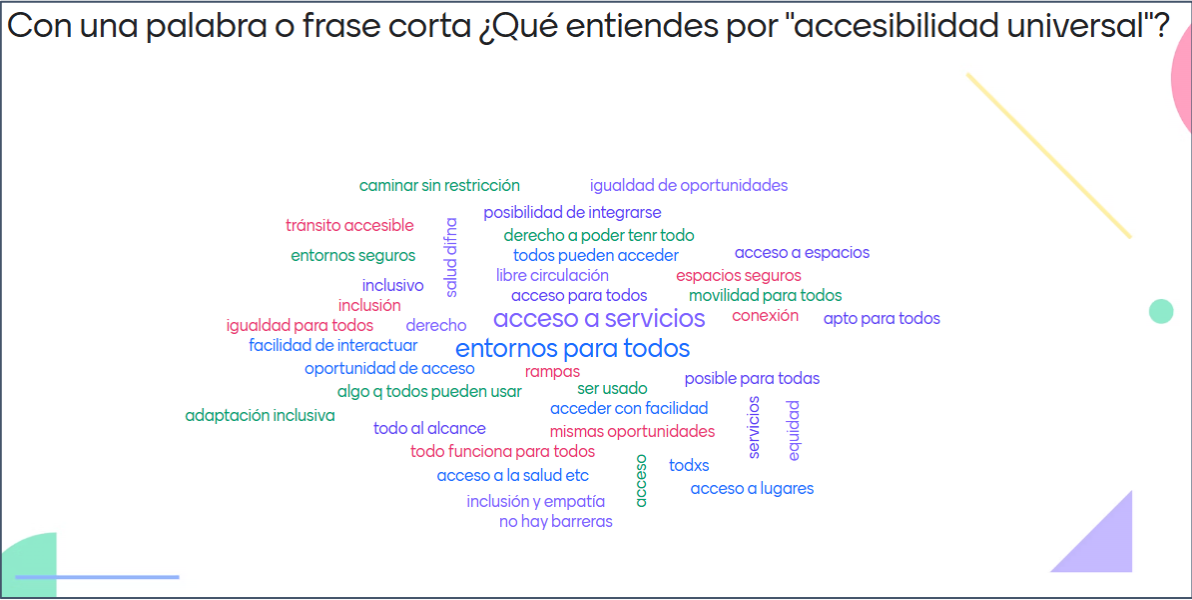 Con una palabra o frase corta ¿Qué entiendes por "accesibilidad universal"?
caminar sin restricción
igualdad de oportunidades
posibilidad de integrarse
tránsito accesible
salud difna
derecho a poder tenr todo
entornos seguros
todos pueden acceder
acceso a espacios
libre circulación
espacios seguros
inclusivo
acceso para todos
movilidad para todos
inclusión
acceso a servicios
conexión
apto para todos
igualdad para todos
derecho
facilidad de interactuar
entornos para todos
oportunidad de acceso
rampas
posible para todas
algo q todos pueden usar
ser usado
adaptación inclusiva
acceder con facilidad
servicios
equidad
todo al alcance
mismas oportunidades
todo funciona para todos
acceso
todxs
acceso a la salud etc
acceso a lugares
inclusión y empatía
no hay barreras